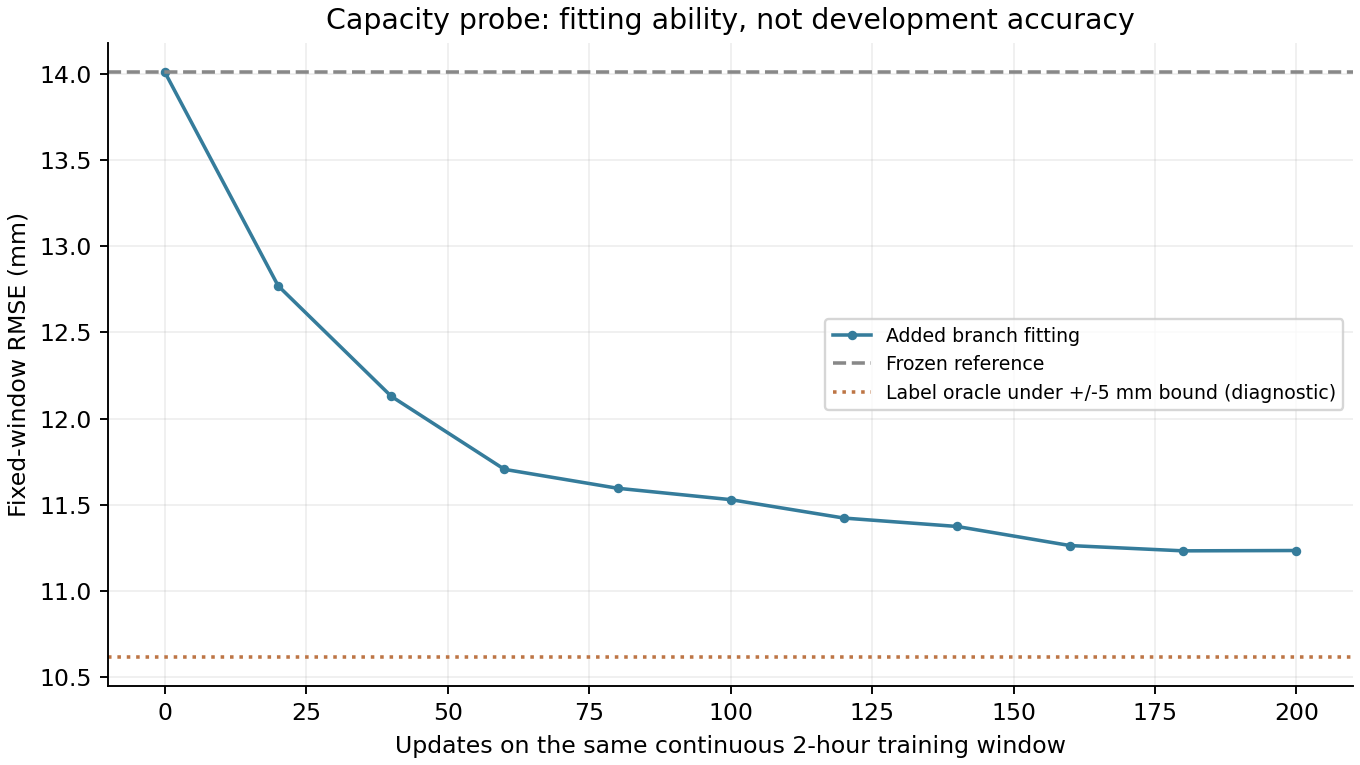 Capacity probe: fitting ability, not development accuracy
Fixed-window RMSE (mm)
14.0
13.5
13.0
12.5
12.0
11.5
11.0
10.5
Added branch fitting
Frozen reference
Label oracle under +/-5 mm bound (diagnostic)
0 25 50 75 100 125 150 175 200
Updates on the same continuous 2-hour training window